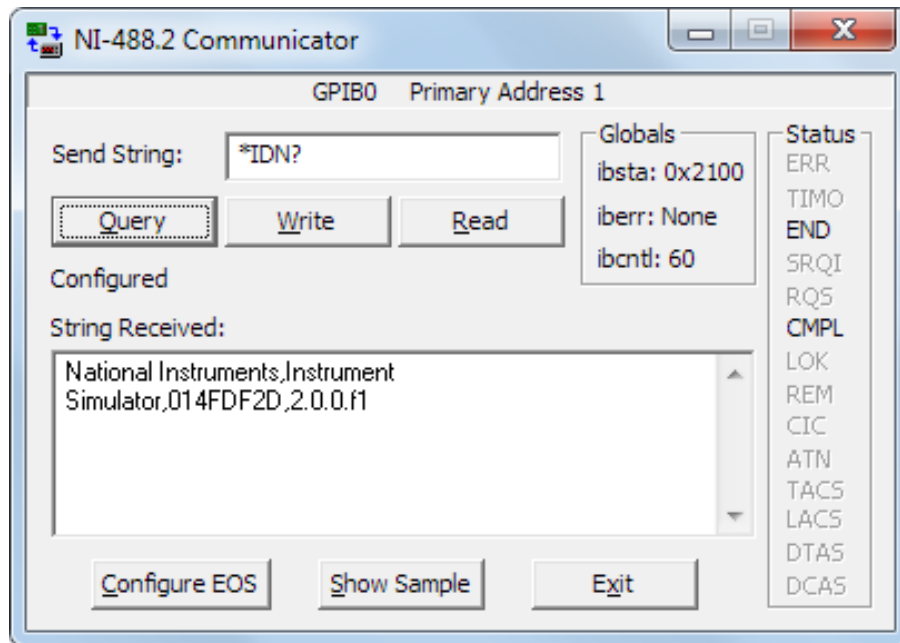 NI-488.2 Communicator
GPIB0 Primary Address 1
Send String:
*IDN?
Query
Write
Read
Configured
Globals
ibsta: 0x2100
iberr: None
ibcntl: 60
Status
ERR
TIMO
END
SRQI
RQS
CMPL
LOK
REM
CIC
ATN
TACS
LACS
DTAS
DCAS
String Received:
National Instruments,Instrument
Simulator,014FDF2D,2.0.0.f1
Configure EOS
Show Sample
Exit